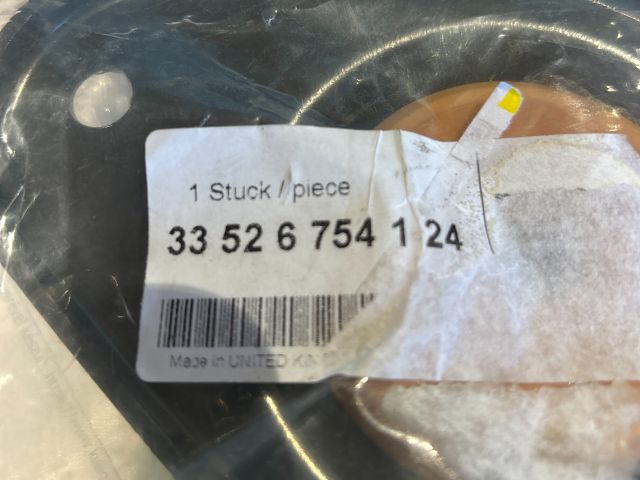 1 Stuck / piece
33 52 6 754 1 24
Made in UNITED